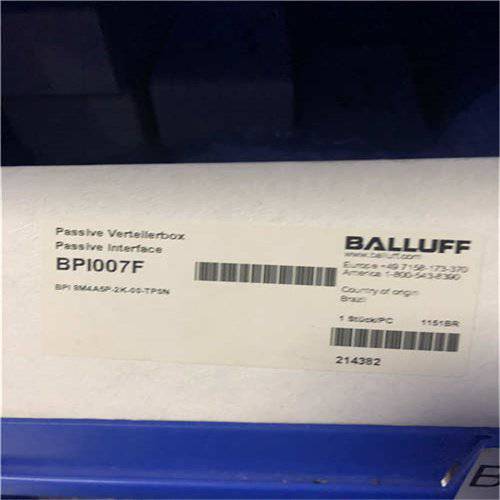 Passive Verteilerbox
Passive Interface
BPI007F
BPI 8M4A5P-2K-00-TP5N
BALLUFF
www.balluff.com
Europe +49 7158-173-370
America 1-800-543-8390
Country of origin
Brazil
1 Stück/PC 1151BR
214382